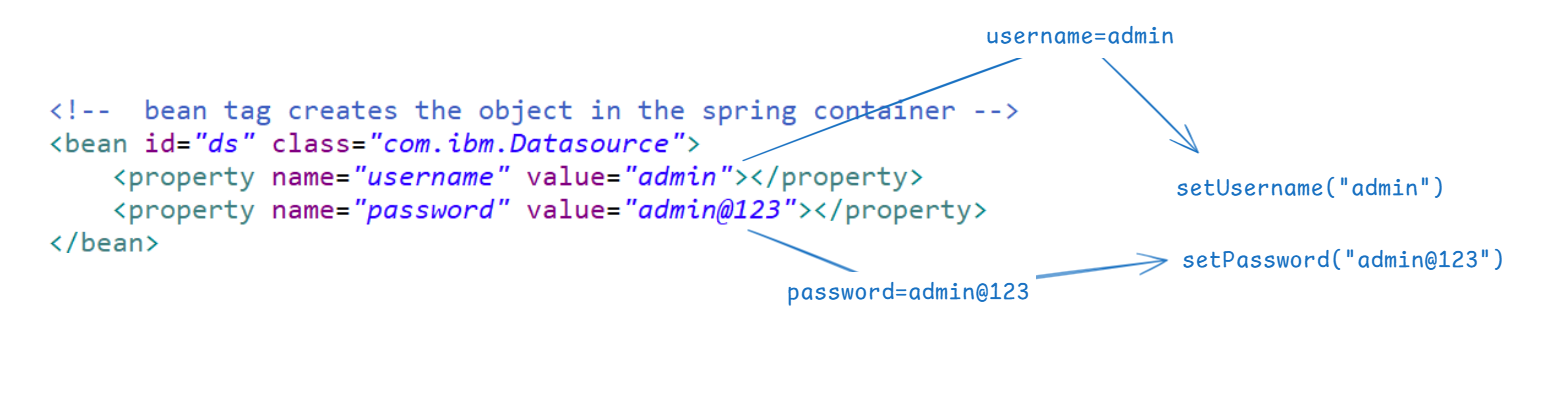 username=admin
<!--  bean tag creates the object in the spring container -->
<bean id="ds" class="com.ibm.Datasource">
    <property name="username" value="admin"></property>
    <property name="password" value="admin@123"></property>
</bean>
setUsername("admin")
setPassword("admin@123")
password=admin@123